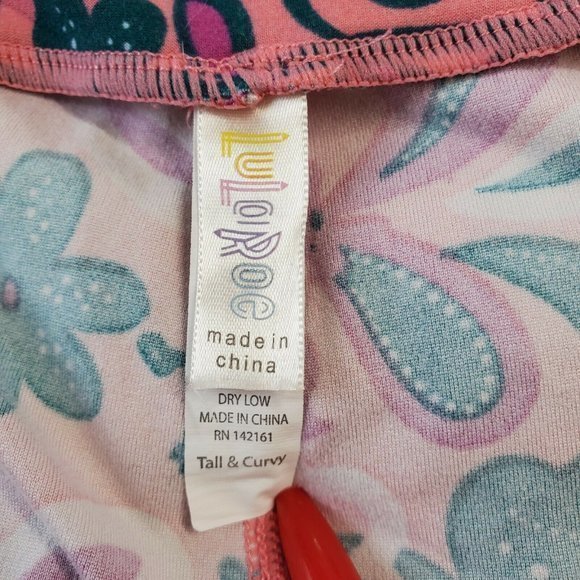 LuLaRoe
made in
china
DRY LOW
MADE IN CHINA
RN 142161
Tall & Curvy